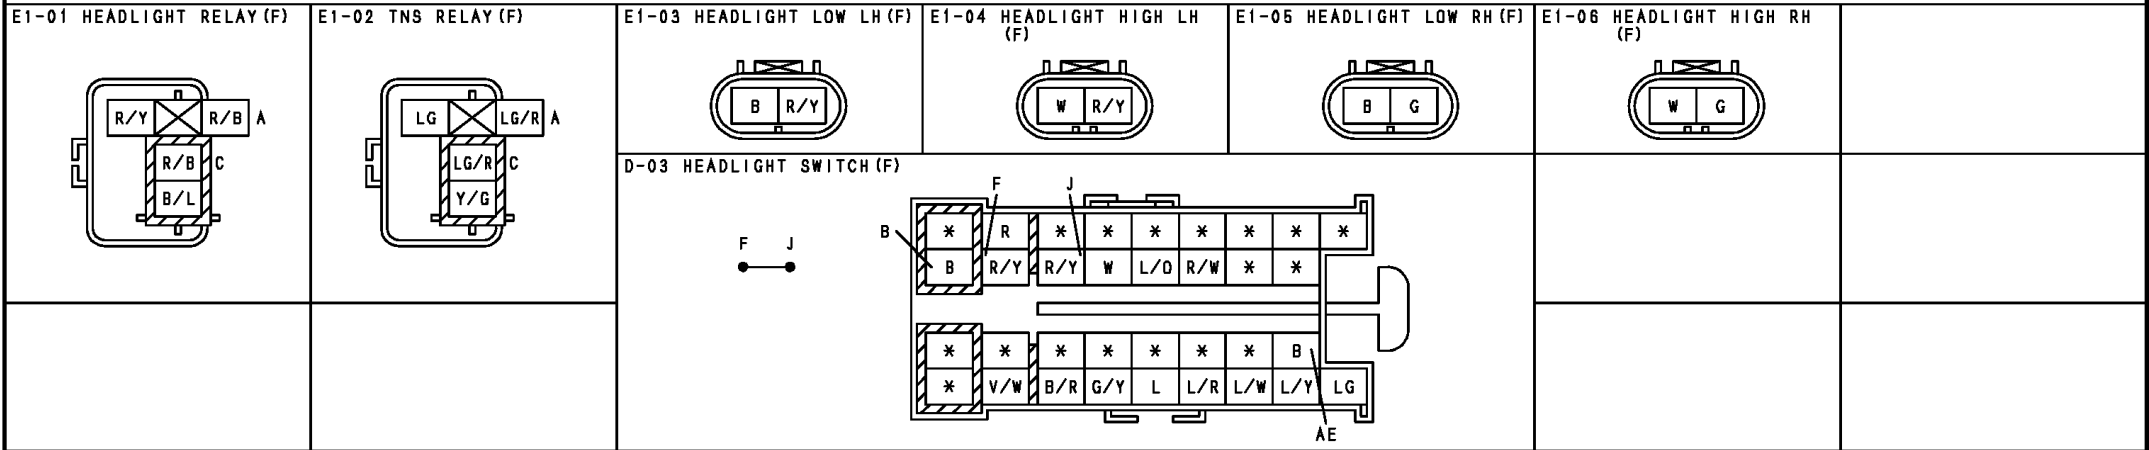 E1-01 HEADLIGHT RELAY(F)
E1-02 TNS RELAY(F)
E1-03 HEADLIGHT LOW LH(F)
E1-04 HEADLIGHT HIGH LH
(F)
E1-05 HEADLIGHT LOW RH(F)
E1-06 HEADLIGHT HIGH RH
(F)
R/Y R/B A
R/B C
B/L
LG LG/R A
LG/R C
Y/G
B R/Y
W R/Y
B G
W G
D-03 HEADLIGHT SWITCH(F)
F J
F J
B
* R * * * * * * *
B R/Y R/Y W L/O R/W * *
* * * * * * * B
* V/W B/R G/Y L L/R L/W L/Y LG
AE